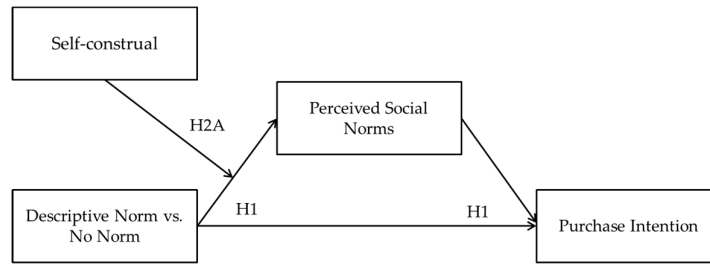 Self-construal
Perceived Social
Norms
H2A
Descriptive Norm vs.
No Norm
H1
H1
Purchase Intention